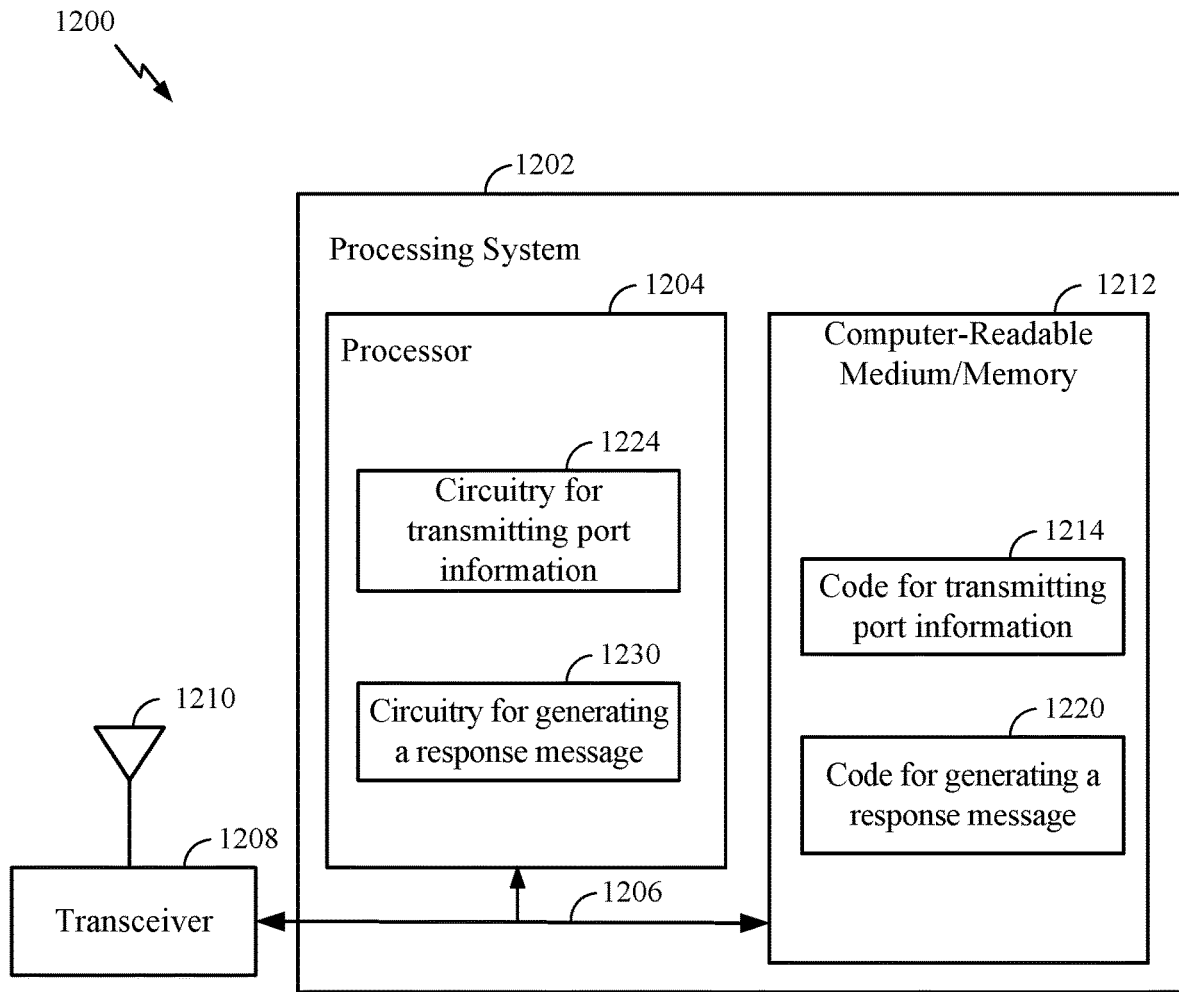 1200
1202
Processing System
1204
Processor
1224
Circuitry for
transmitting port
information
1230
Circuitry for generating
a response message
1212
Computer-Readable
Medium/Memory
1214
Code for transmitting
port information
1220
Code for generating a
response message
1210
1208
Transceiver
1206